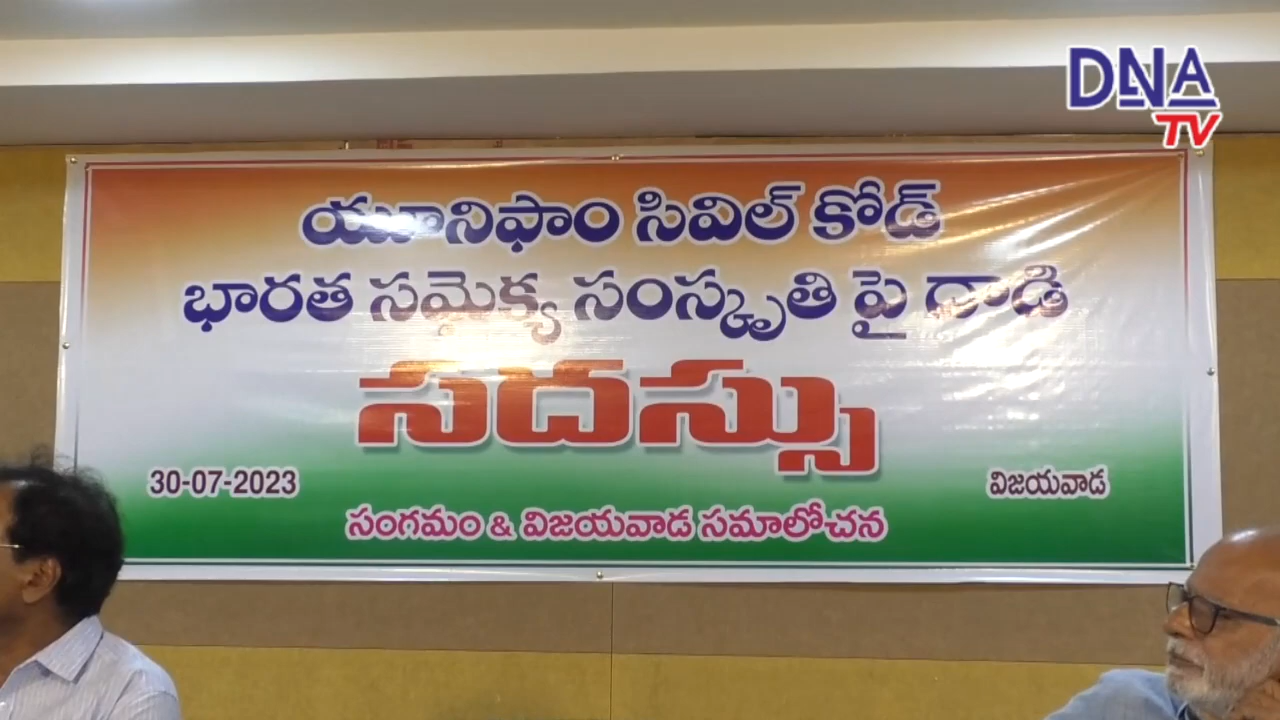 DNA
TV
యూనిఫాం సివిల్ కోడ్
భారత సమైక్య సంస్కృతి పై దాడి
సదస్సు
30-07-2023
విజయవాడ
సంగమం & విజయవాడ సమాలోచన